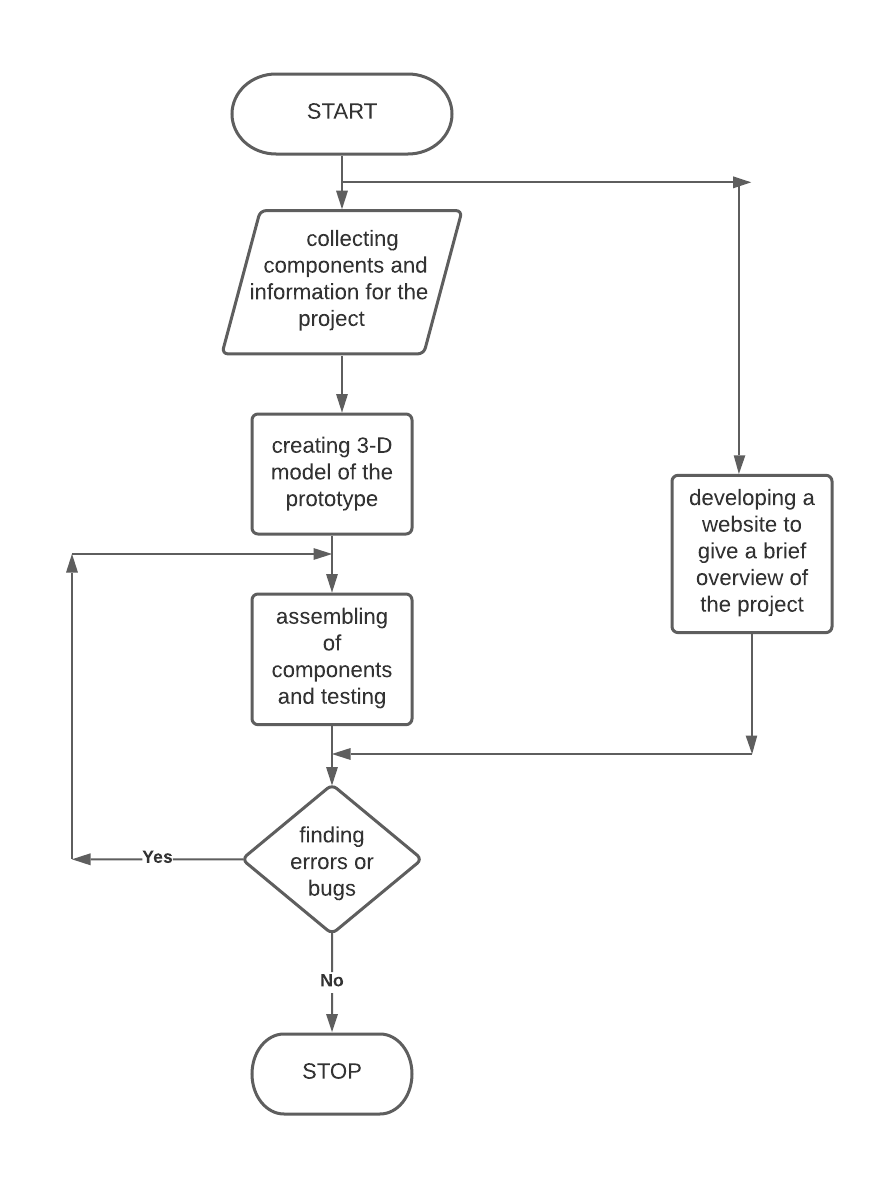 START
collecting
components and
information for the
project
creating 3-D
model of the
prototype
developing a
website to
give a brief
overview of
the project
assembling
of
components
and testing
finding
errors or
bugs
Yes
No
STOP